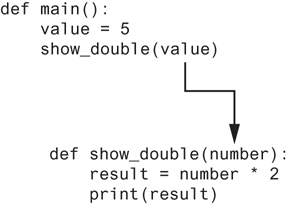 def main():
    value = 5
    show_double(value)
def show_double(number):
    result = number * 2
    print(result)